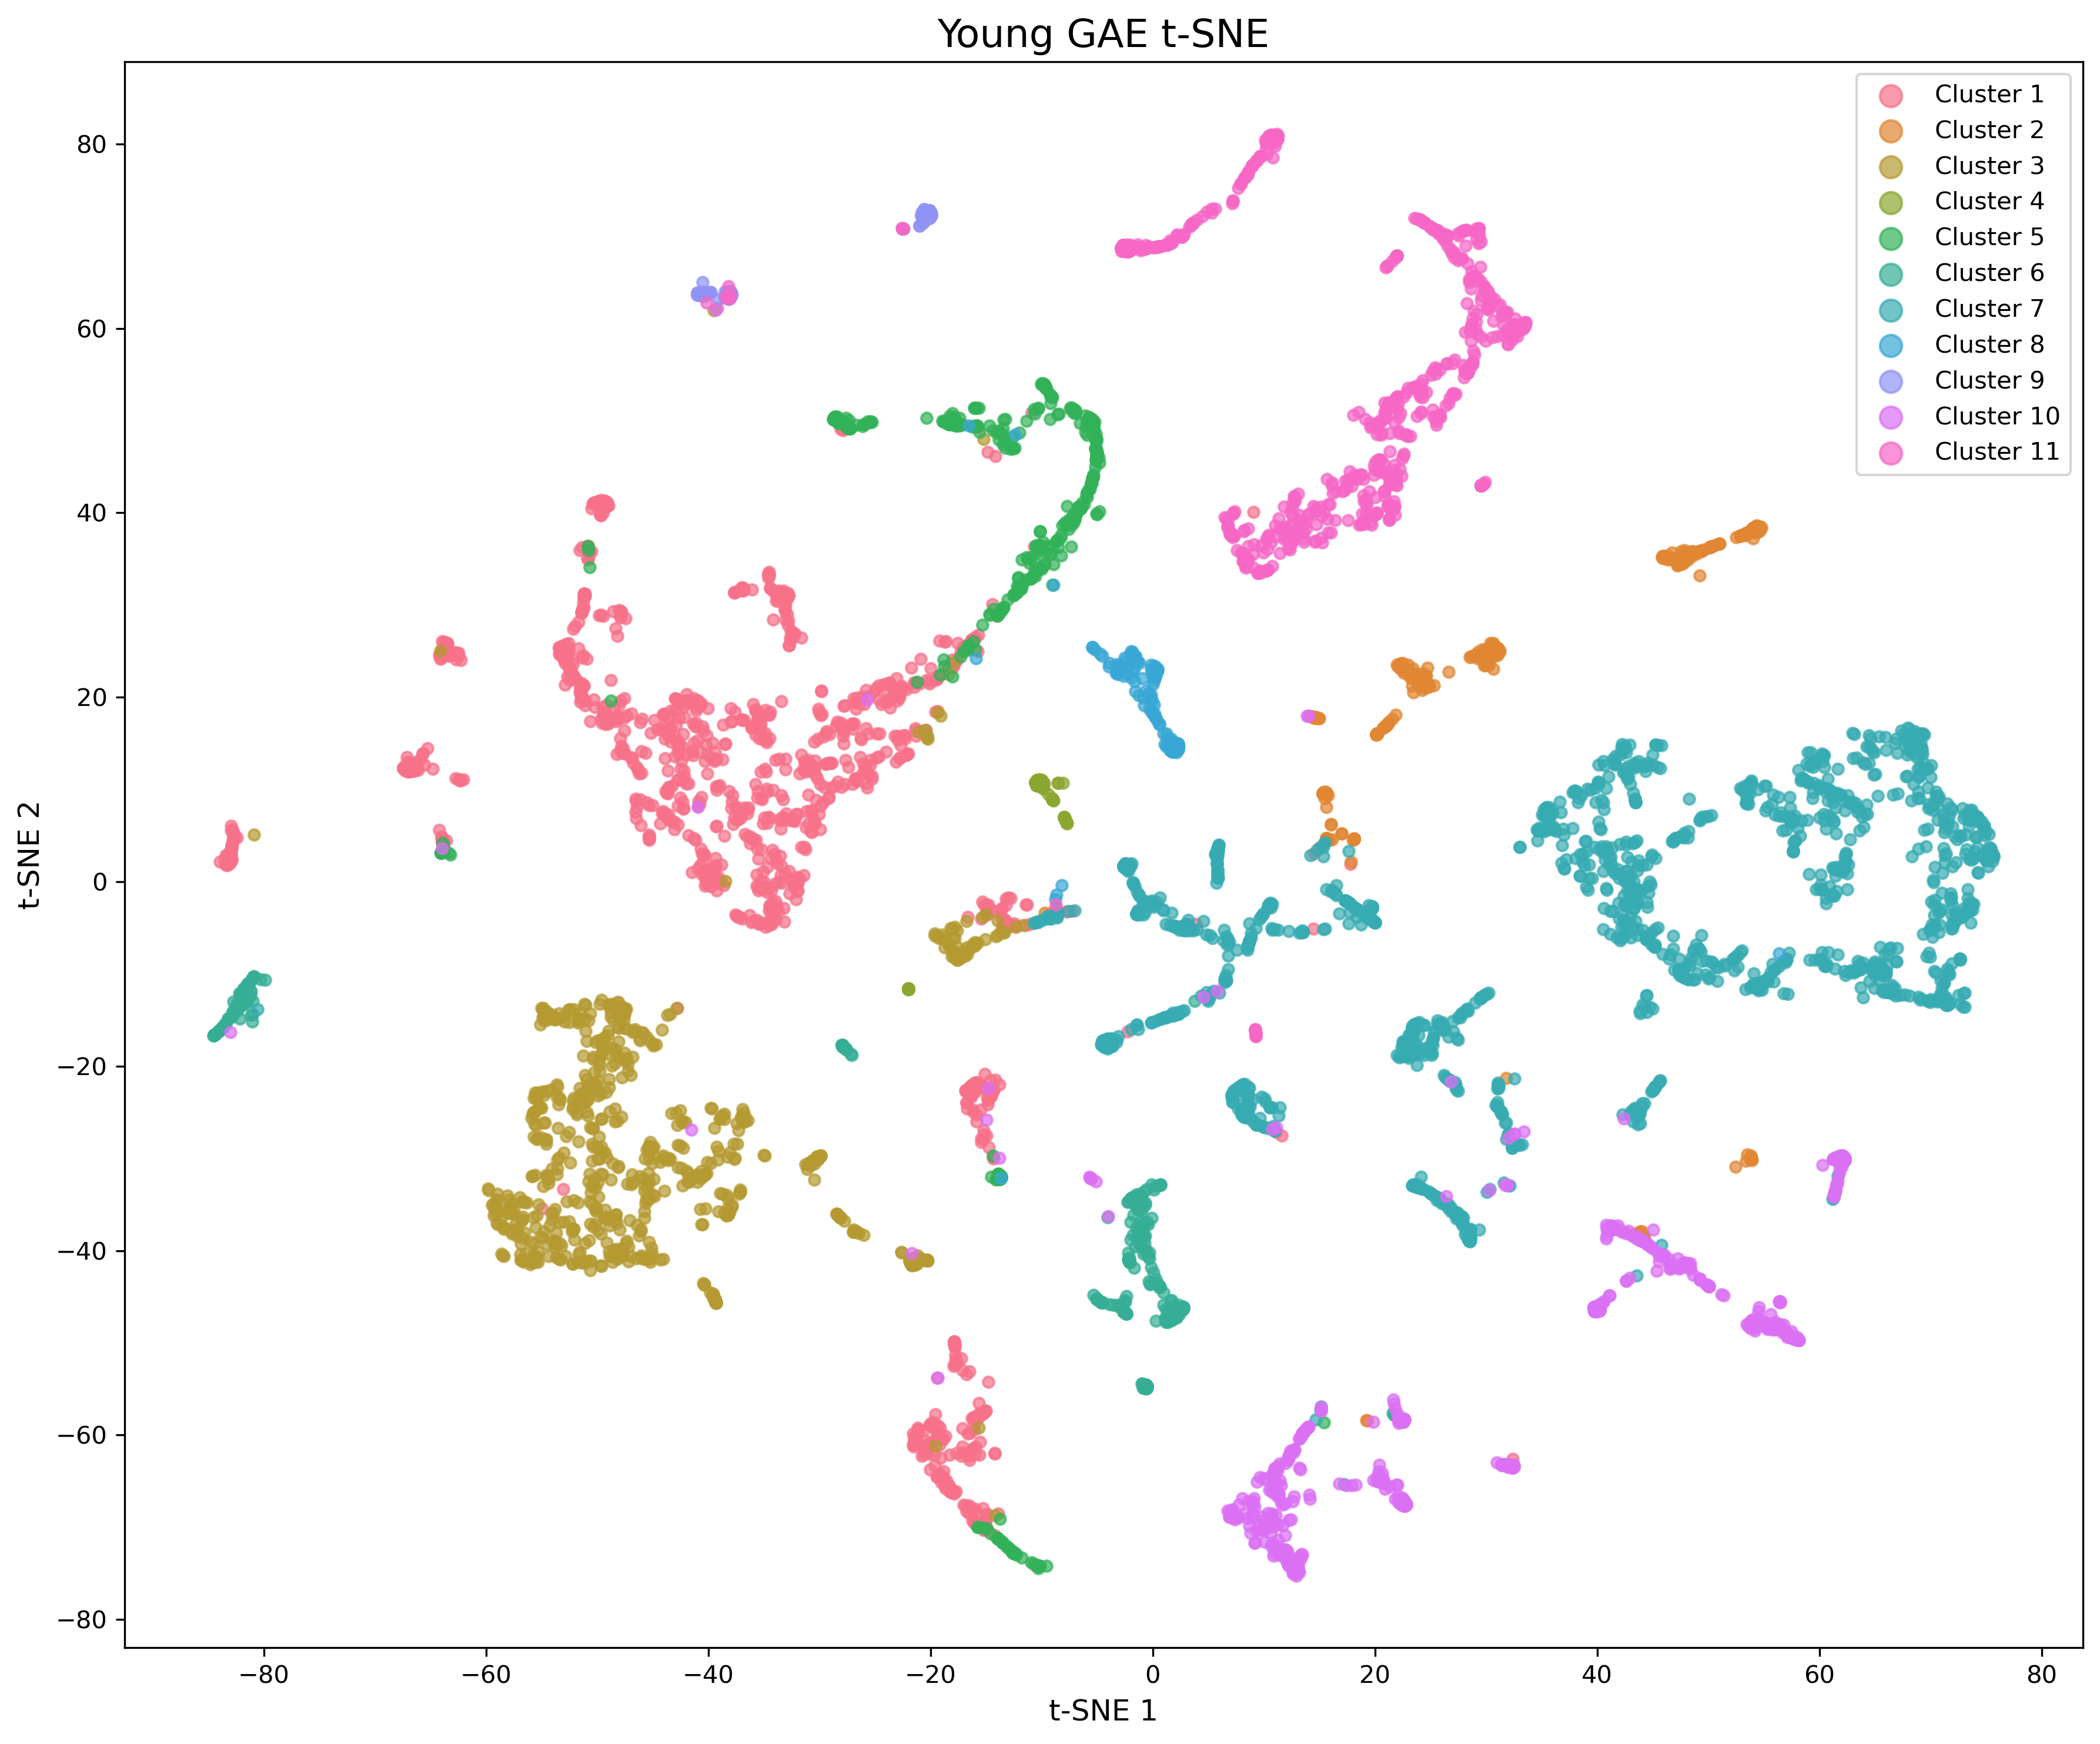 Young GAE t-SNE
Cluster 1
Cluster 2
Cluster 3
Cluster 4
Cluster 5
Cluster 6
Cluster 7
Cluster 8
Cluster 9
Cluster 10
Cluster 11
80
60
40
20
0
−20
−40
−60
−80
t-SNE 2
−80 −60 −40 −20 0 20 40 60 80
t-SNE 1